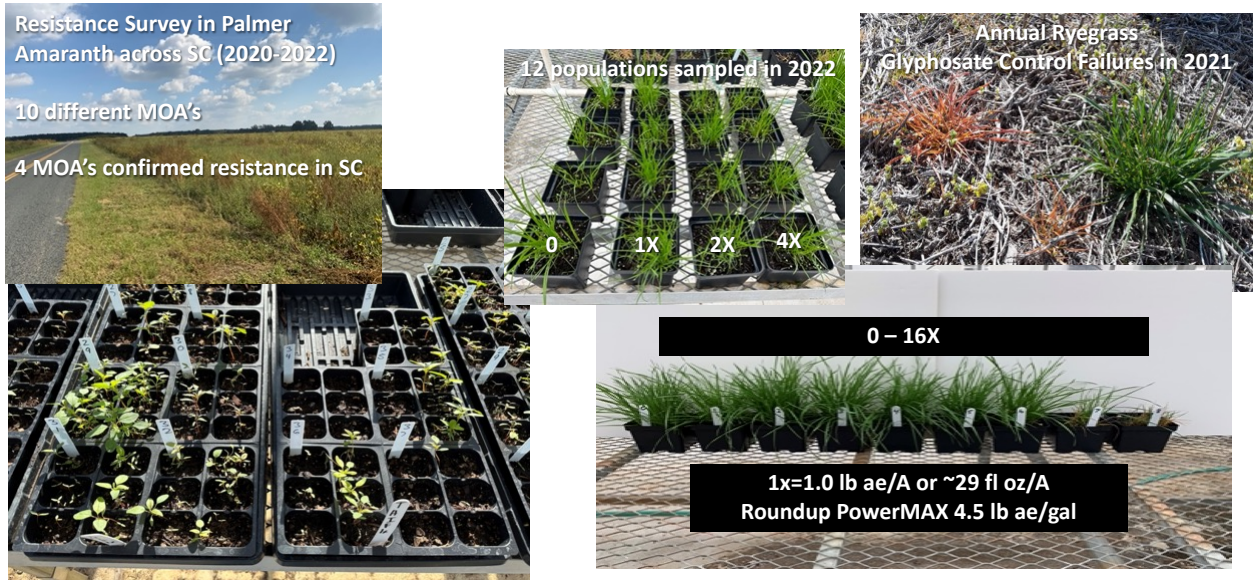 Resistance Survey in Palmer
Amaranth across SC (2020-2022)
10 different MOA's
4 MOA's confirmed resistance in SC
12 populations sampled in 2022
0
1X
2X
4X
Annual Ryegrass
Glyphosate Control Failures in 2021
0 – 16X
1x=1.0 lb ae/A or ~29 fl oz/A
Roundup PowerMAX 4.5 lb ae/gal